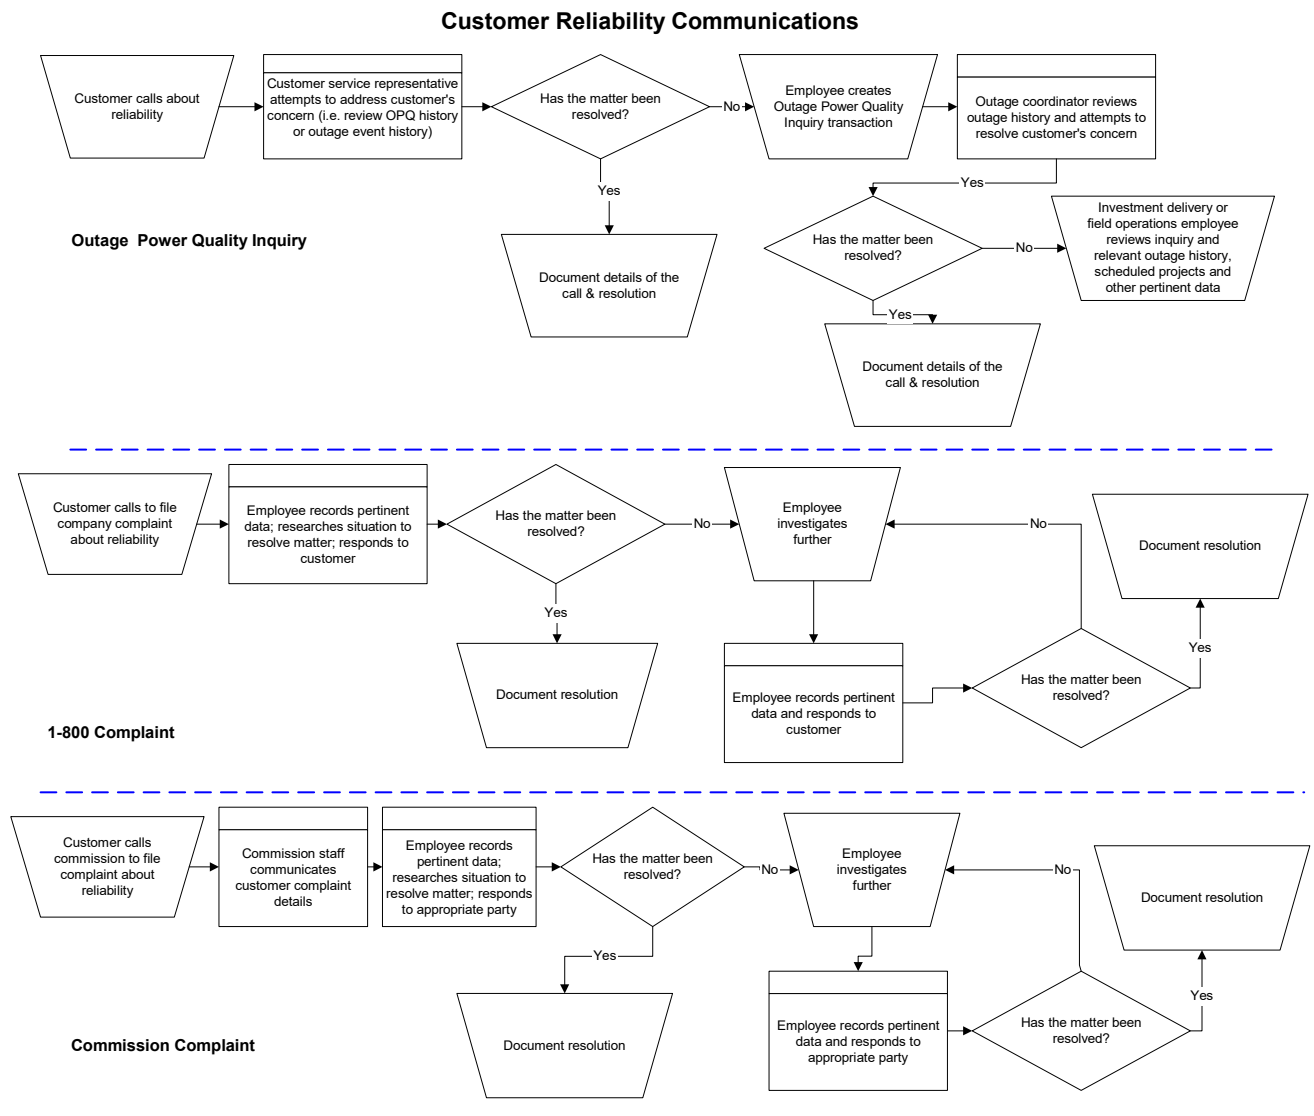 Customer Reliability Communications
Customer calls about
reliability
Customer service representative
attempts to address customer's
concern (i.e. review OPQ history
or outage event history)
Has the matter been
resolved?
No
Employee creates
Outage Power Quality
Inquiry transaction
Outage coordinator reviews
outage history and attempts to
resolve customer's concern
Yes
Document details of the
call & resolution
Yes
Has the matter been
resolved?
No
Investment delivery or
field operations employee
reviews inquiry and
relevant outage history,
scheduled projects and
other pertinent data
Yes
Document details of the
call & resolution
Outage  Power Quality Inquiry
Customer calls to file
company complaint
about reliability
Employee records pertinent
data; researches situation to
resolve matter; responds to
customer
Has the matter been
resolved?
No
Employee
investigates
further
No
Document resolution
Yes
Document resolution
Employee records pertinent
data and responds to
customer
Has the matter been
resolved?
Yes
1-800 Complaint
Customer calls
commission to file
complaint about
reliability
Commission staff
communicates
customer complaint
details
Employee records
pertinent data;
researches situation to
resolve matter; responds
to appropriate party
Has the matter been
resolved?
No
Employee
investigates
further
No
Document resolution
Yes
Document resolution
Employee records pertinent
data and responds to
appropriate party
Has the matter been
resolved?
Yes
Commission Complaint